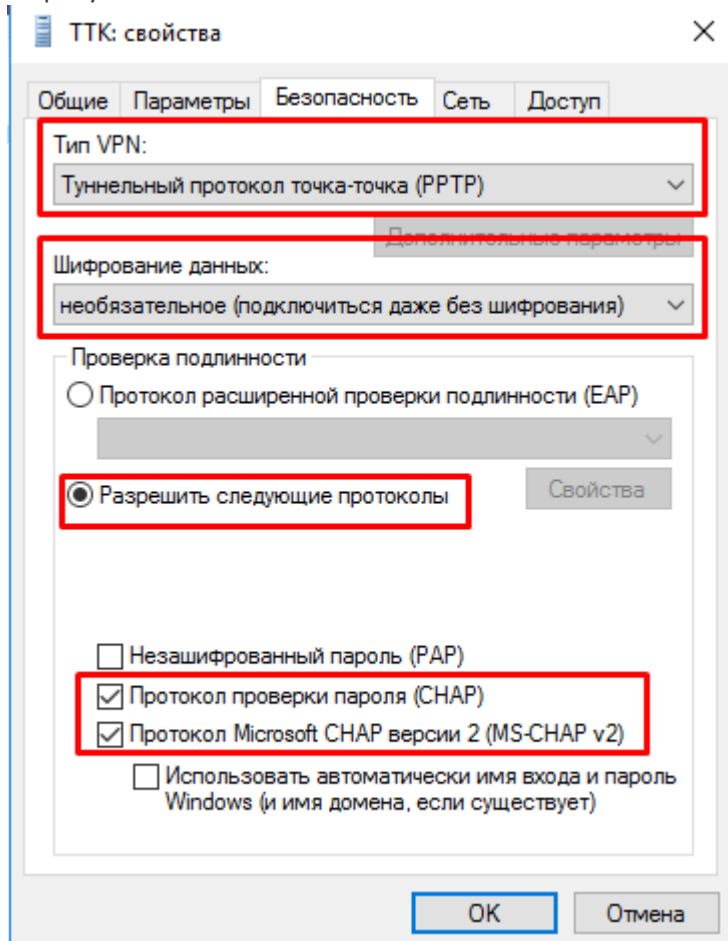 ТТК: свойства
Общие Параметры Безопасность Сеть Доступ
Тип VPN:
Туннельный протокол точка-точка (PPTP)
Дополнительные параметры
Шифрование данных:
необязательное (подключиться даже без шифрования)
Проверка подлинности
Протокол расширенной проверки подлинности (EAP)
Разрешить следующие протоколы
Свойства
Незашифрованный пароль (PAP)
Протокол проверки пароля (CHAP)
Протокол Microsoft CHAP версии 2 (MS-CHAP v2)
Использовать автоматически имя входа и пароль
Windows (и имя домена, если существует)
OK Отмена